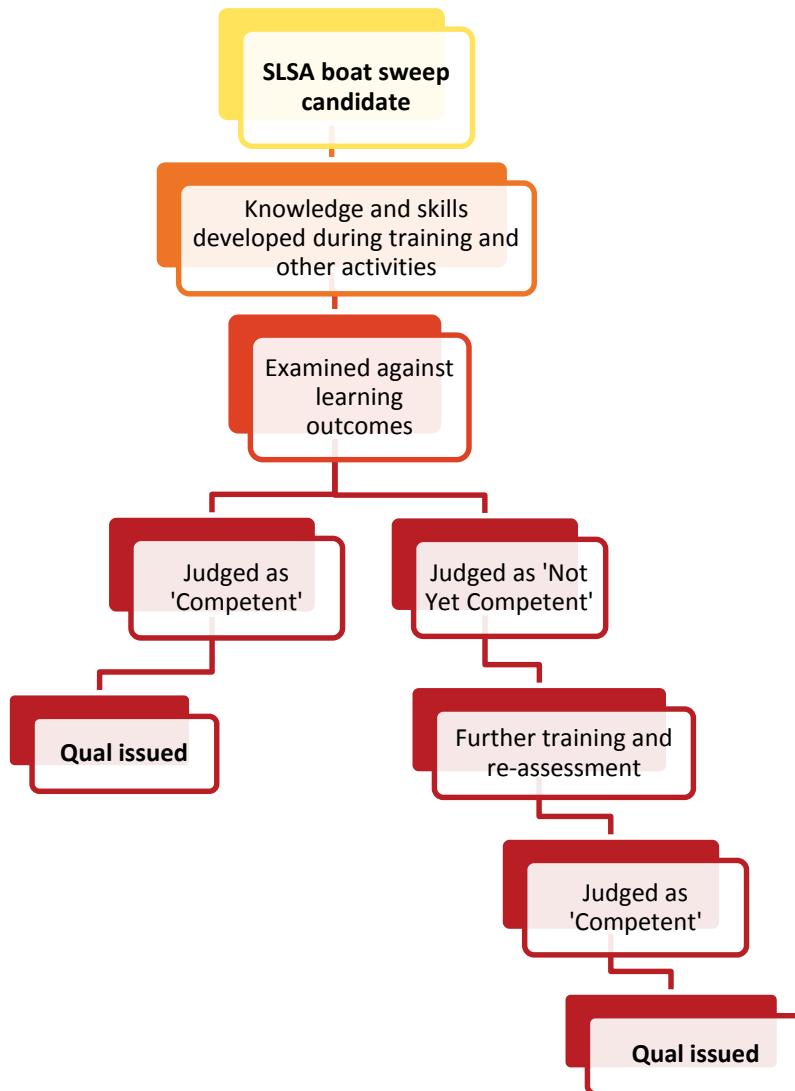 SLSA boat sweep
candidate
Knowledge and skills
developed during training and
other activities
Examined against
learning
outcomes
Judged as
'Competent'
Judged as 'Not
Yet Competent'
Qual issued
Further training and
re-assessment
Judged as
'Competent'
Qual issued